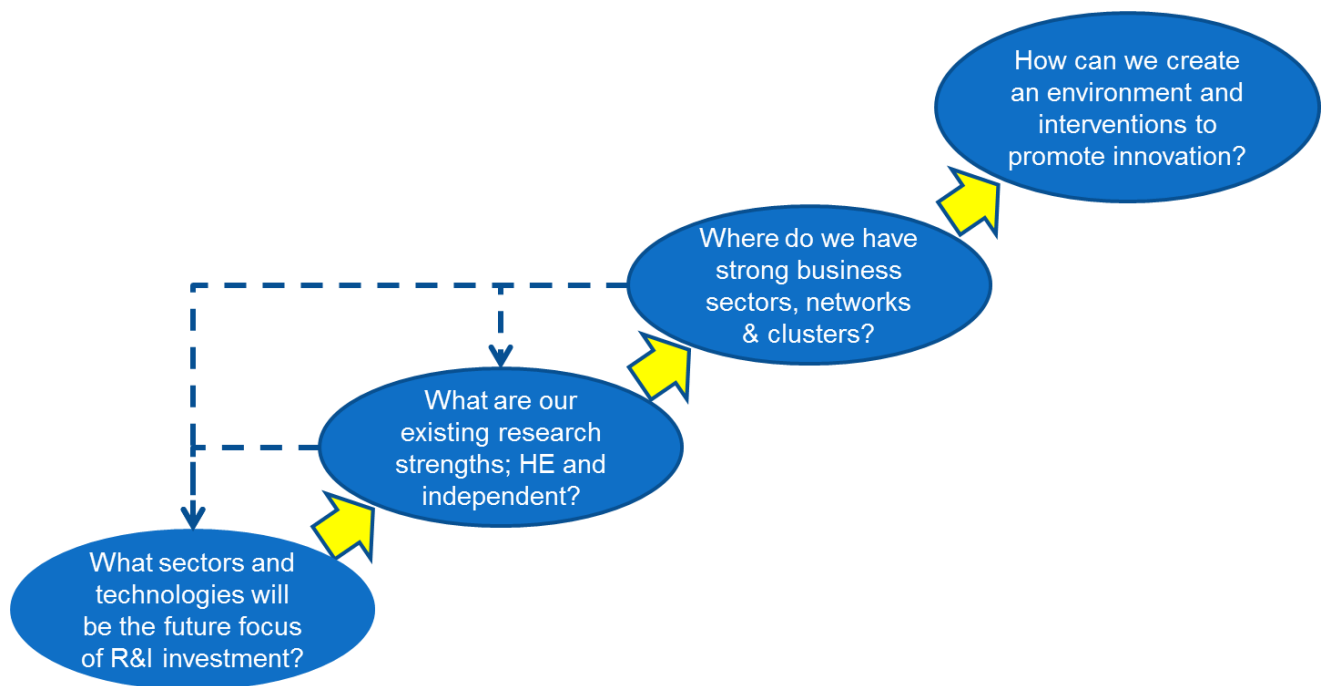 How can we create
an environment and
interventions to
promote innovation?
Where do we have
strong business
sectors, networks
& clusters?
What are our
existing research
strengths; HE and
independent?
What sectors and
technologies will
be the future focus
of R&I investment?